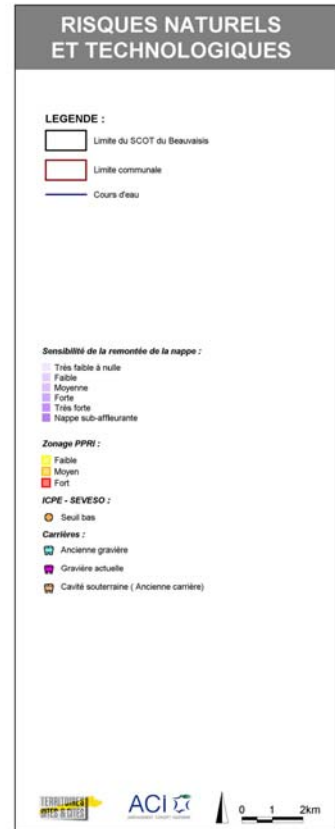 RISQUES NATURELS
ET TECHNOLOGIQUES
LEGENDE :
Limite du SCOT du Beauvaisis
Limite communale
Cours d'eau
Sensibilité de la remontée de la nappe :
Très faible à nulle
Faible
Moyenne
Forte
Très forte
Nappe sub-affleurante
Zonage PPRI :
Faible
Moyen
Fort
ICPE - SEVESO :
Seuil bas
Carrières :
Ancienne gravière
Gravière actuelle
Cavité souterraine ( Ancienne carrière)
TERRITOIRES
SITES & CITES
ACI
0 1 2km